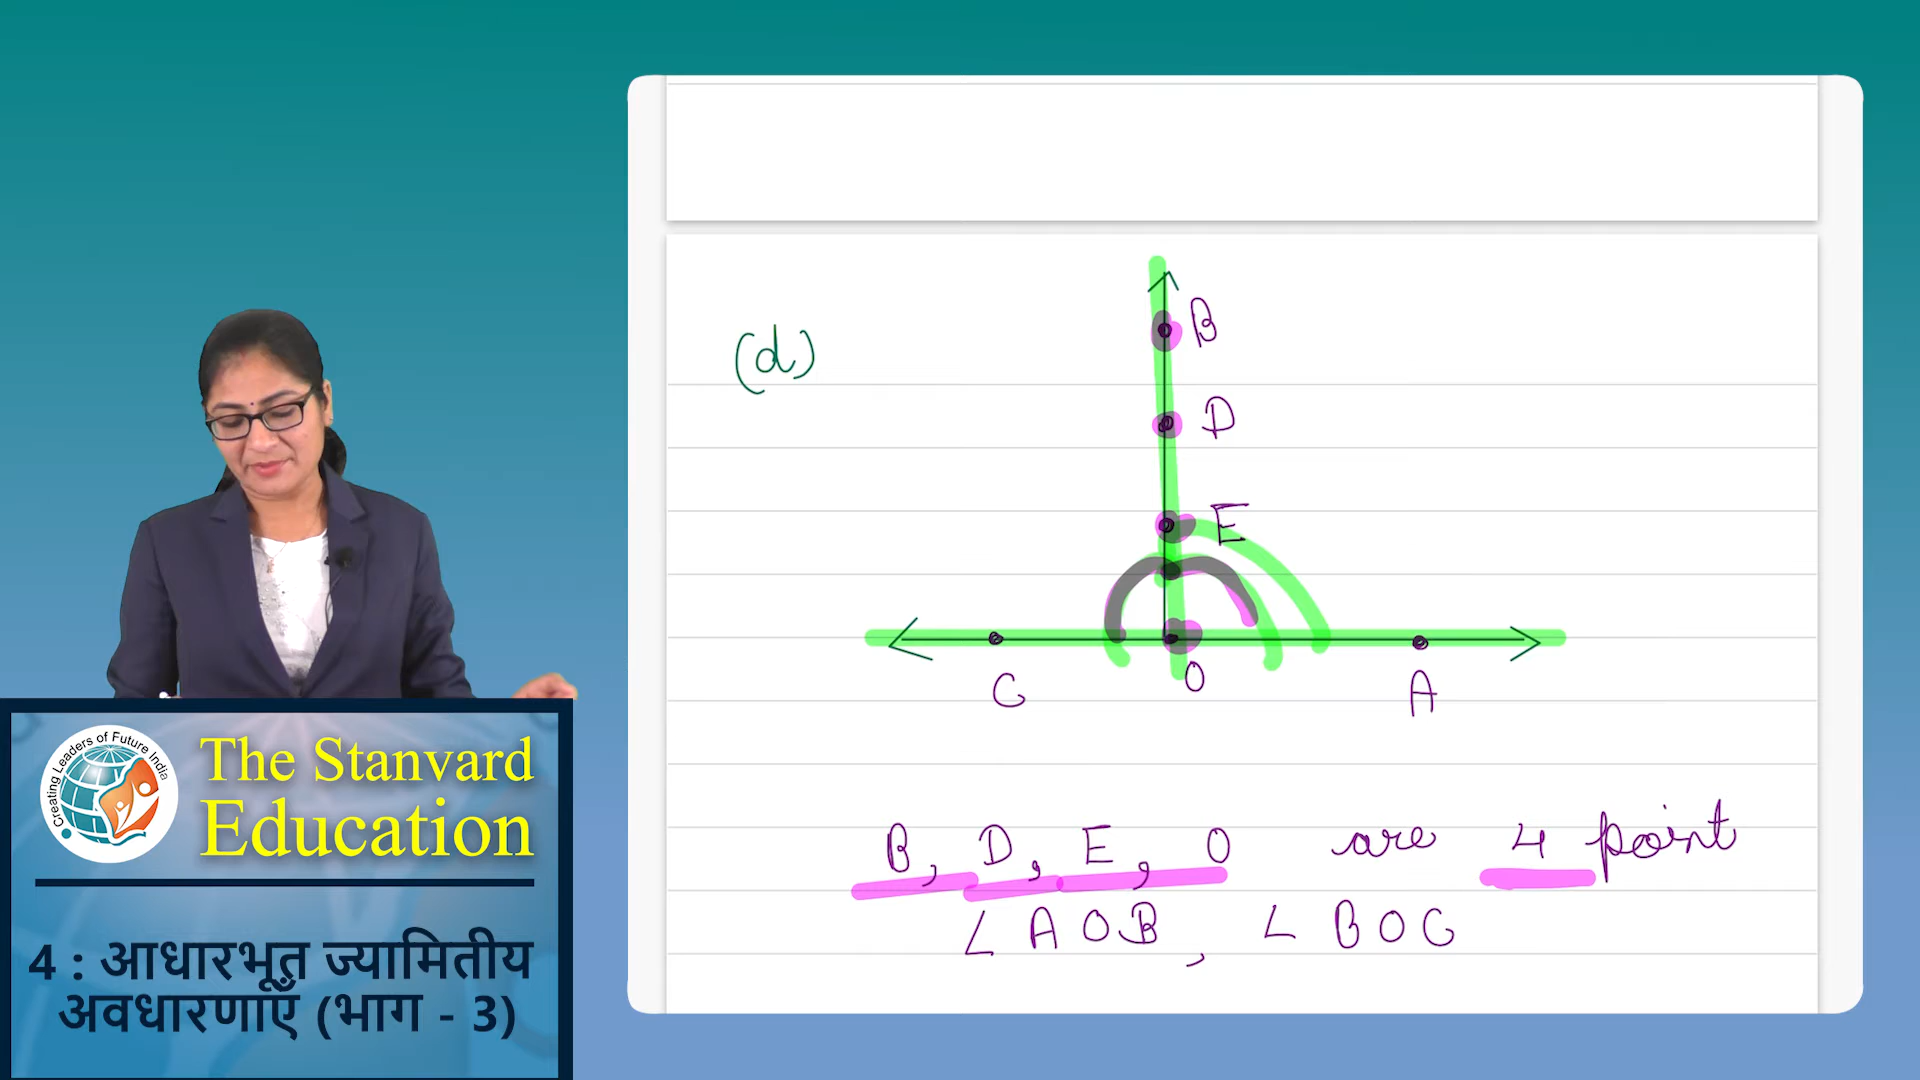 (d)
B
D
E
C
O
A
B, D, E, O are 4 point
∠ AOB, ∠ BOC
Creating Leaders of Future India
The Stanvard
Education
4 : आधारभूत ज्यामितीय
अवधारणाएँ (भाग - 3)